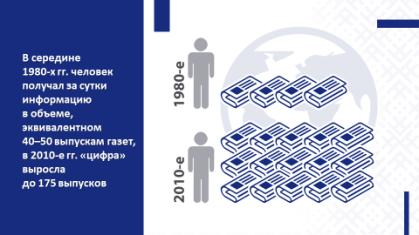 В середине
1980-х гг. человек
получал за сутки
информацию
в объеме,
эквивалентном
40–50 выпускам газет,
в 2010-е гг. «цифра»
выросла
до 175 выпусков
1980-е
2010-е